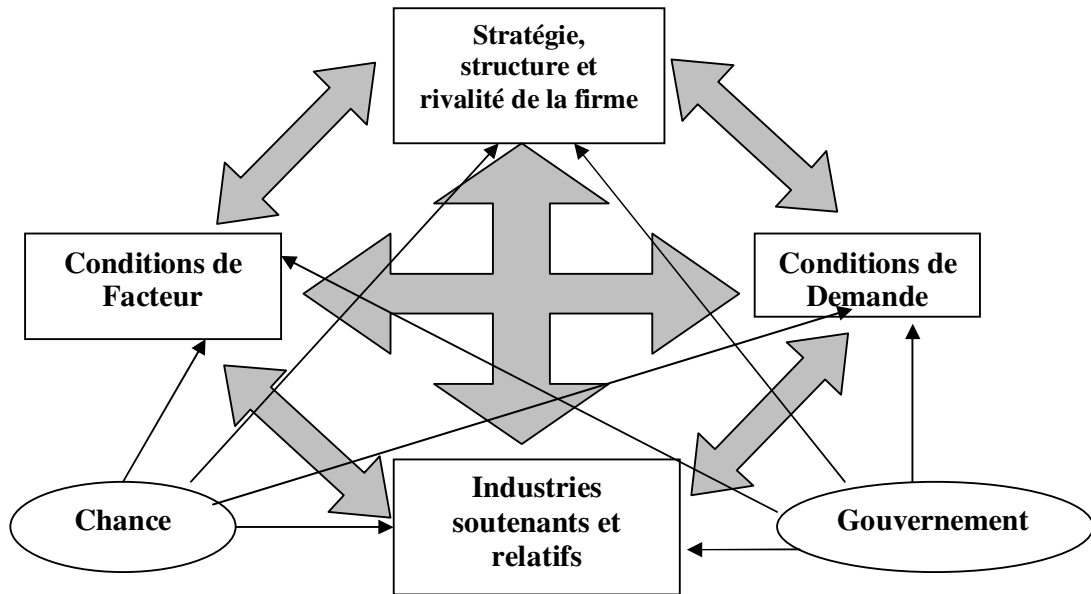 Stratégie,
structure et
rivalité de la firme
Conditions de
Facteur
Conditions de
Demande
Chance
Industries
soutenants et
relatifs
Gouvernement